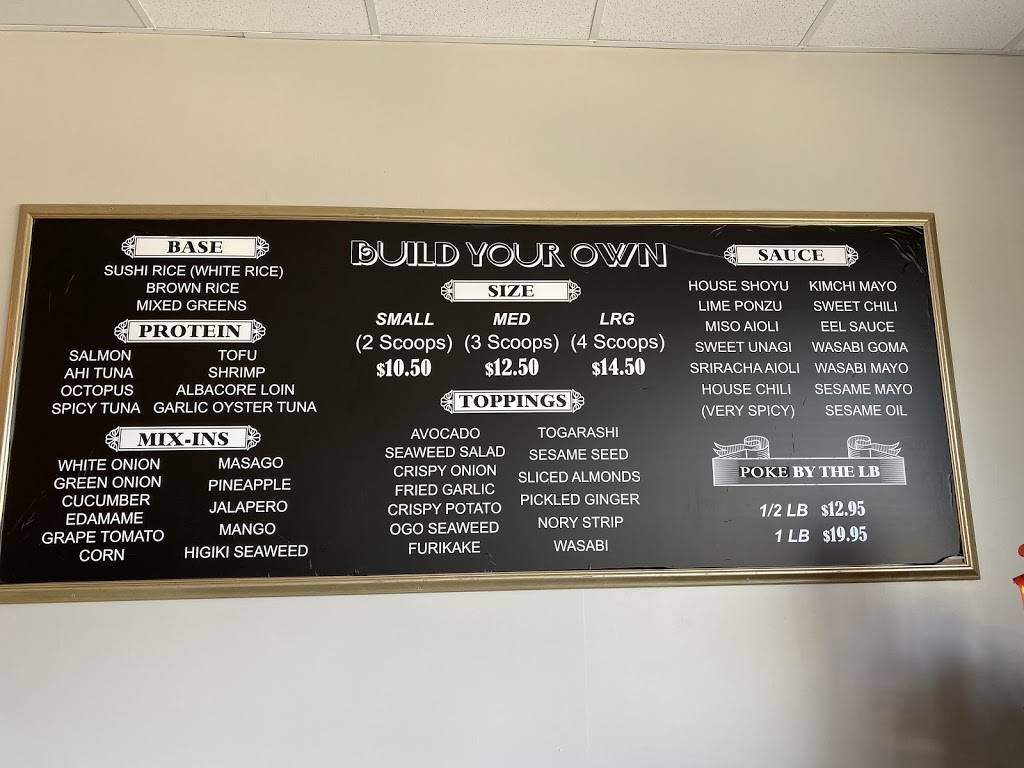 BASE
SUSHI RICE (WHITE RICE)
BROWN RICE
MIXED GREENS
PROTEIN
SALMON
AHI TUNA
OCTOPUS
SPICY TUNA
TOFU
SHRIMP
ALBACORE LOIN
GARLIC OYSTER TUNA
MIX-INS
WHITE ONION
GREEN ONION
CUCUMBER
EDAMAME
GRAPE TOMATO
CORN
MASAGO
PINEAPPLE
JALAPERO
MANGO
HIGIKI SEAWEED
BUILD YOUR OWN
SIZE
SMALL MED LRG
(2 Scoops) (3 Scoops) (4 Scoops)
$10.50 $12.50 $14.50
TOPPINGS
AVOCADO
SEAWEED SALAD
CRISPY ONION
FRIED GARLIC
CRISPY POTATO
OGO SEAWEED
FURIKAKE
TOGARASHI
SESAME SEED
SLICED ALMONDS
PICKLED GINGER
NORY STRIP
WASABI
SAUCE
HOUSE SHOYU
LIME PONZU
MISO AIOLI
SWEET UNAGI
SRIRACHA AIOLI
HOUSE CHILI
(VERY SPICY)
KIMCHI MAYO
SWEET CHILI
EEL SAUCE
WASABI GOMA
WASABI MAYO
SESAME MAYO
SESAME OIL
POKE BY THE LB
1/2 LB $12.95
1 LB $19.95